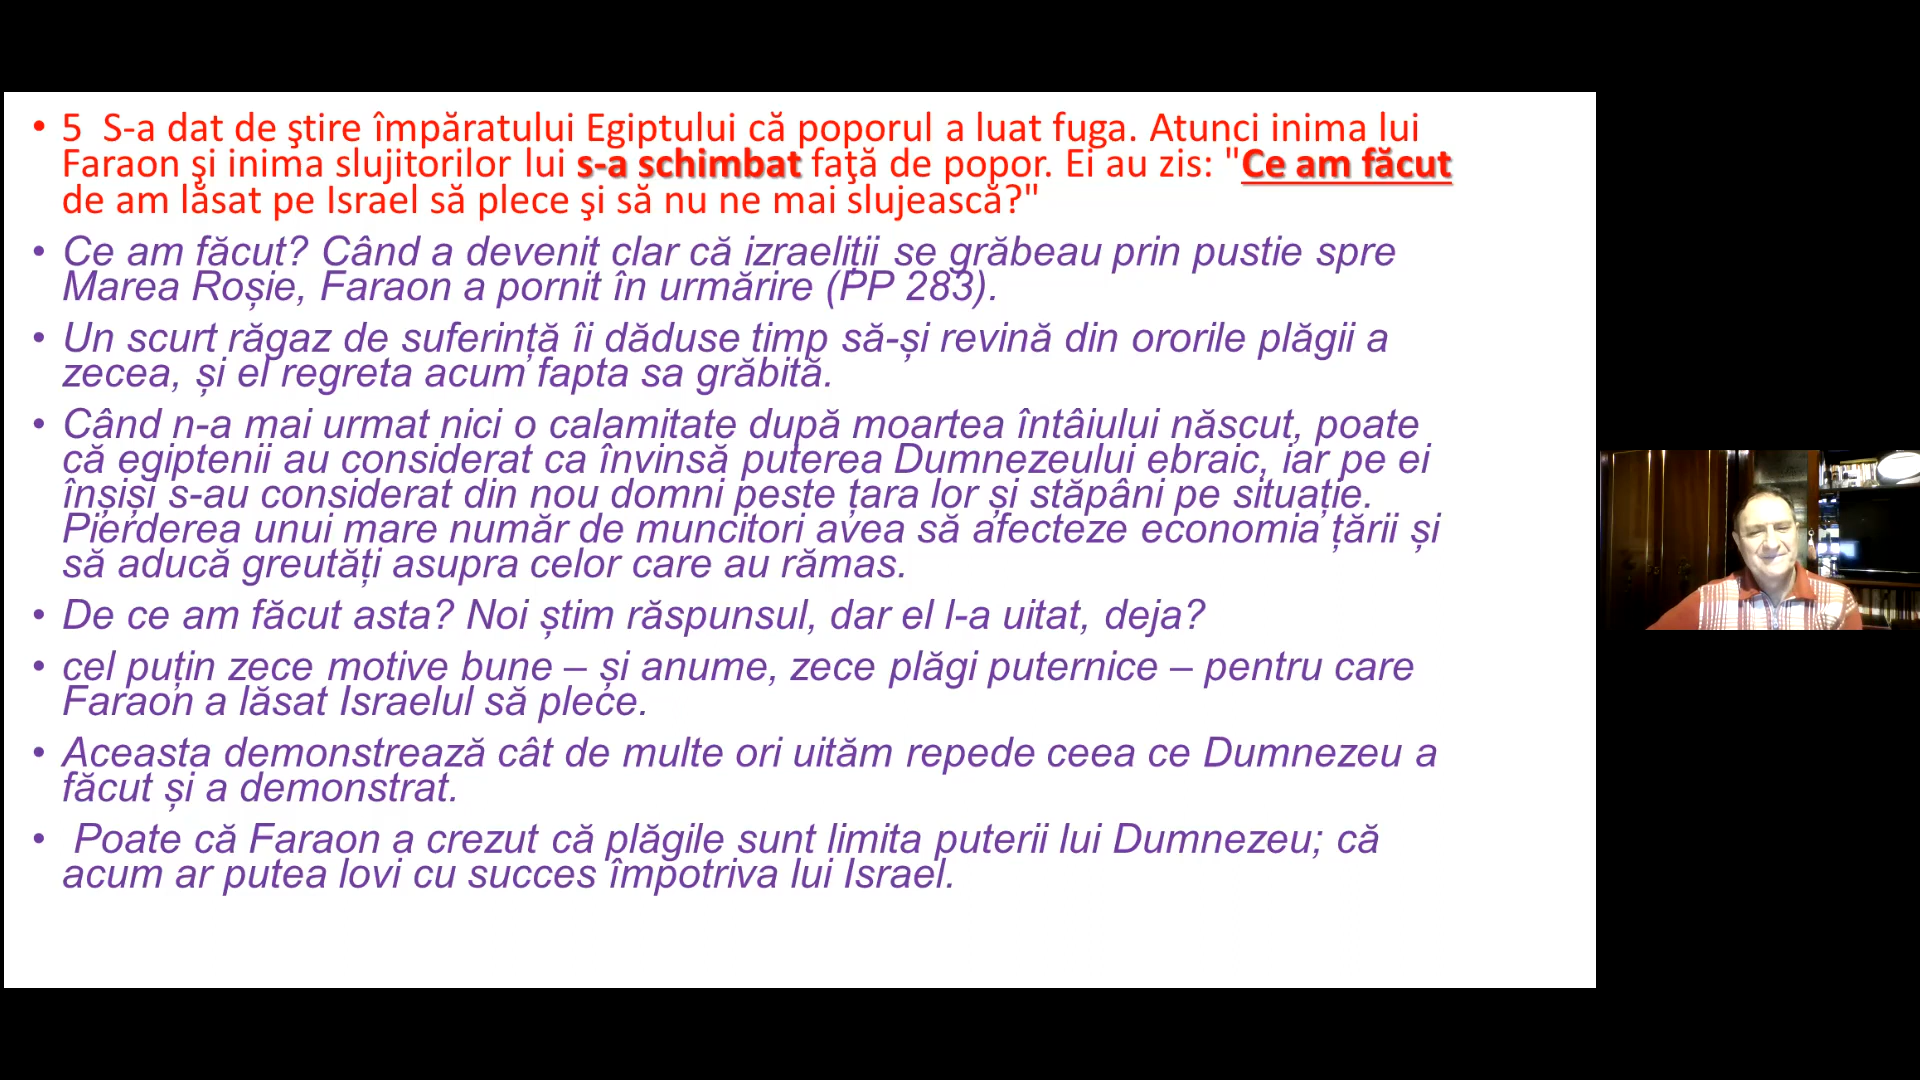 • 5  S-a dat de ştire împăratului Egiptului că poporul a luat fuga. Atunci inima lui
Faraon şi inima slujitorilor lui s-a schimbat faţă de popor. Ei au zis: "Ce am făcut
de am lăsat pe Israel să plece şi să nu ne mai slujească?"
• Ce am făcut? Când a devenit clar că izraeliții se grăbeau prin pustie spre
Marea Roșie, Faraon a pornit în urmărire (PP 283).
• Un scurt răgaz de suferință îi dăduse timp să-și revină din ororile plăgii a
zecea, și el regreta acum fapta sa grăbită.
• Când n-a mai urmat nici o calamitate după moartea întâiului născut, poate
că egiptenii au considerat ca învinsă puterea Dumnezeului ebraic, iar pe ei
înșiși s-au considerat din nou domni peste țara lor și stăpâni pe situație.
Pierderea unui mare număr de muncitori avea să afecteze economia țării și
să aducă greutăți asupra celor care au rămas.
• De ce am făcut asta? Noi știm răspunsul, dar el l-a uitat, deja?
• cel puțin zece motive bune – și anume, zece plăgi puternice – pentru care
Faraon a lăsat Israelul să plece.
• Aceasta demonstrează cât de multe ori uităm repede ceea ce Dumnezeu a
făcut și a demonstrat.
• Poate că Faraon a crezut că plăgile sunt limita puterii lui Dumnezeu; că
acum ar putea lovi cu succes împotriva lui Israel.